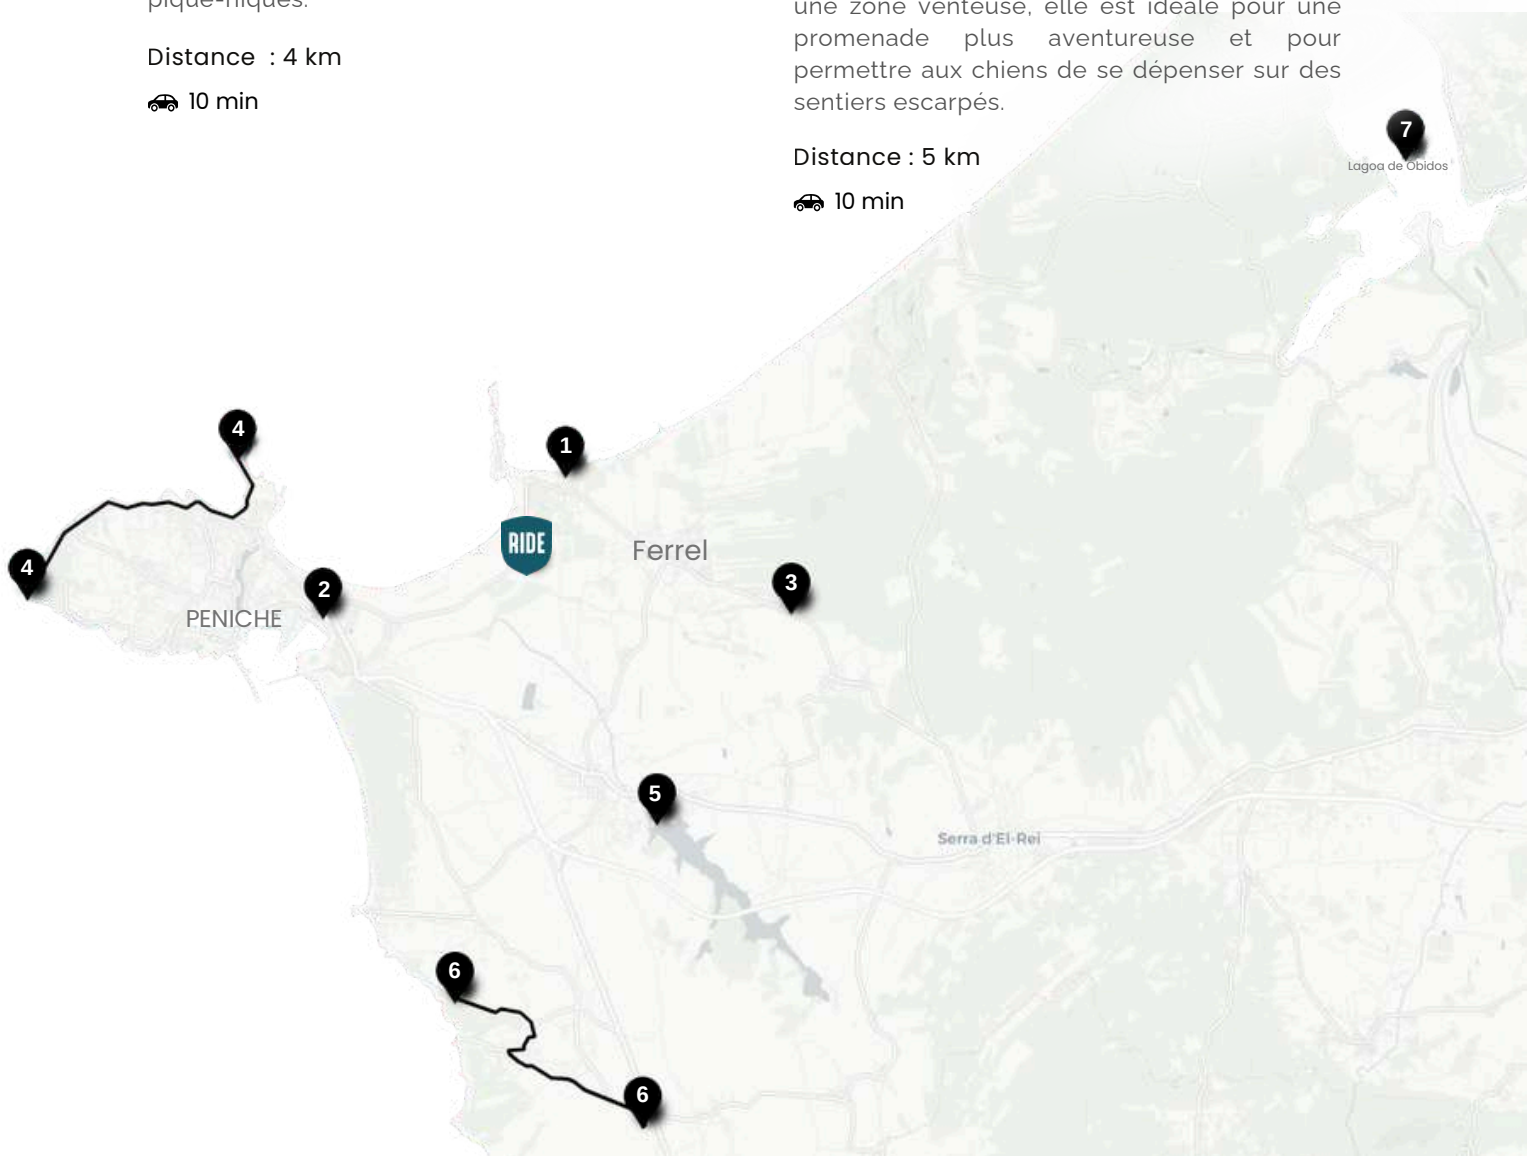 pique-niques.
Distance : 4 km
10 min
une zone venteuse, elle est idéale pour une
promenade plus aventureuse et pour
permettre aux chiens de se dépenser sur des
sentiers escarpés.
Distance : 5 km
10 min
7
Lagoa de Óbidos
4
1
RIDE
Ferrel
4
2
3
PENICHE
5
Serra d'El-Rei
6
6